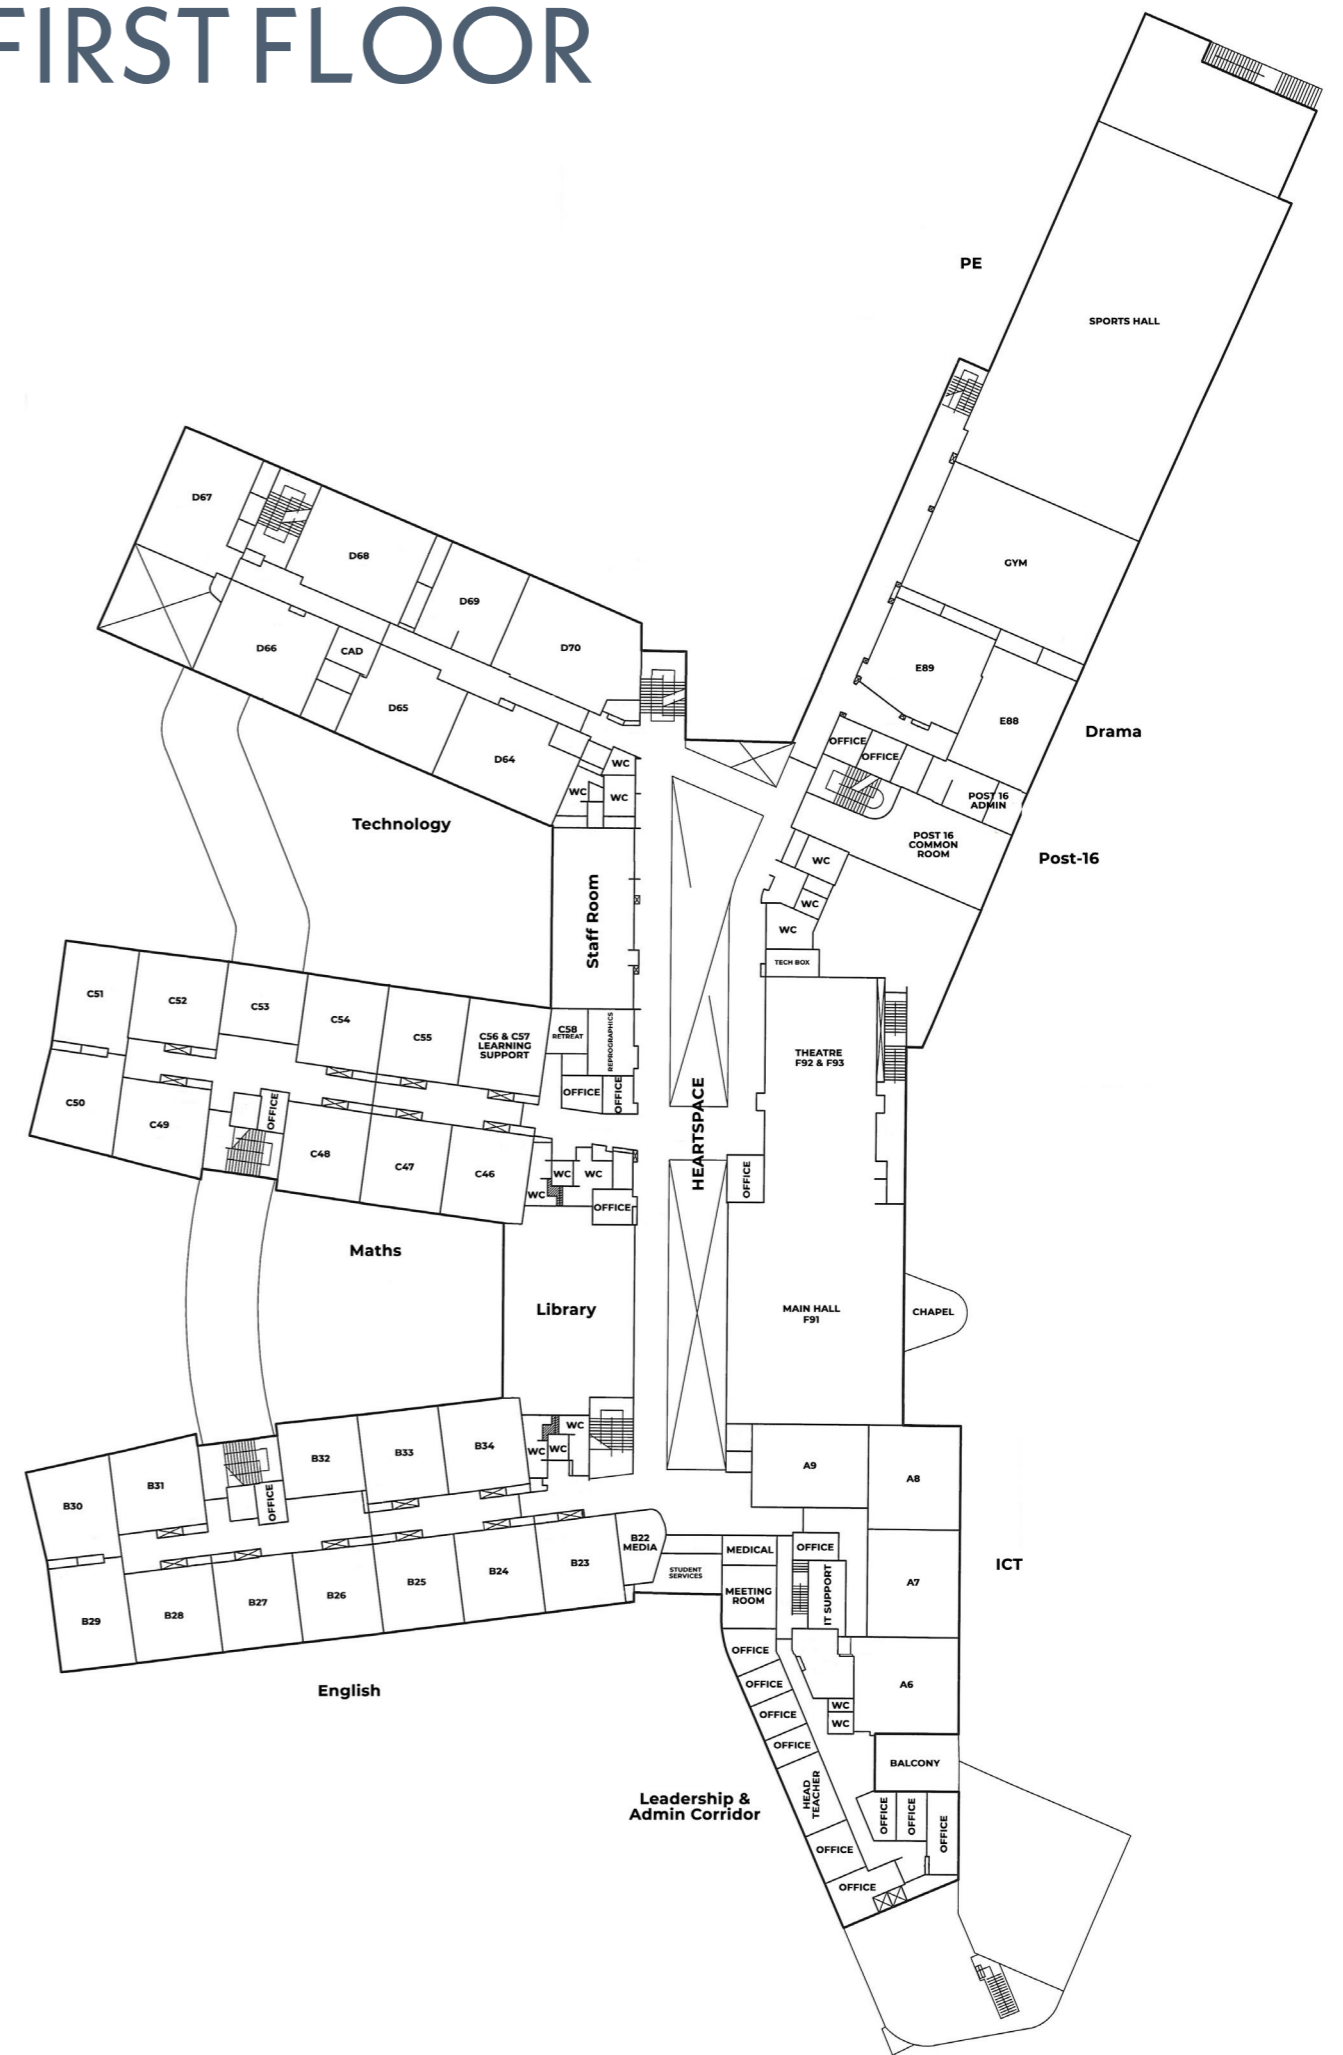 FIRST FLOOR
PE
SPORTS HALL
GYM
E89
E88
Drama
OFFICE
OFFICE
POST 16
ADMIN
POST 16
COMMON
ROOM
Post-16
WC
WC
WC
TECH BOX
D67
D68
D69
D70
D66
CAD
D65
D64
WC
WC
WC
Technology
Staff Room
C51
C52
C53
C54
C55
C56 & C57
LEARNING
SUPPORT
C58
RETREAT
REPROGRAPHICS
OFFICE
OFFICE
C50
C49
OFFICE
C48
C47
C46
WC
WC
WC
OFFICE
Maths
Library
HEARTSPACE
THEATRE
F92 & F93
OFFICE
MAIN HALL
F91
CHAPEL
B30
B31
OFFICE
B32
B33
B34
WC
WC
WC
B29
B28
B27
B26
B25
B24
B23
B22
MEDIA
English
STUDENT
SERVICES
MEDICAL
MEETING
ROOM
OFFICE
IT SUPPORT
A9
A8
A7
A6
ICT
WC
WC
BALCONY
OFFICE
OFFICE
OFFICE
OFFICE
HEAD
TEACHER
OFFICE
OFFICE
OFFICE
OFFICE
OFFICE
Leadership &
Admin Corridor